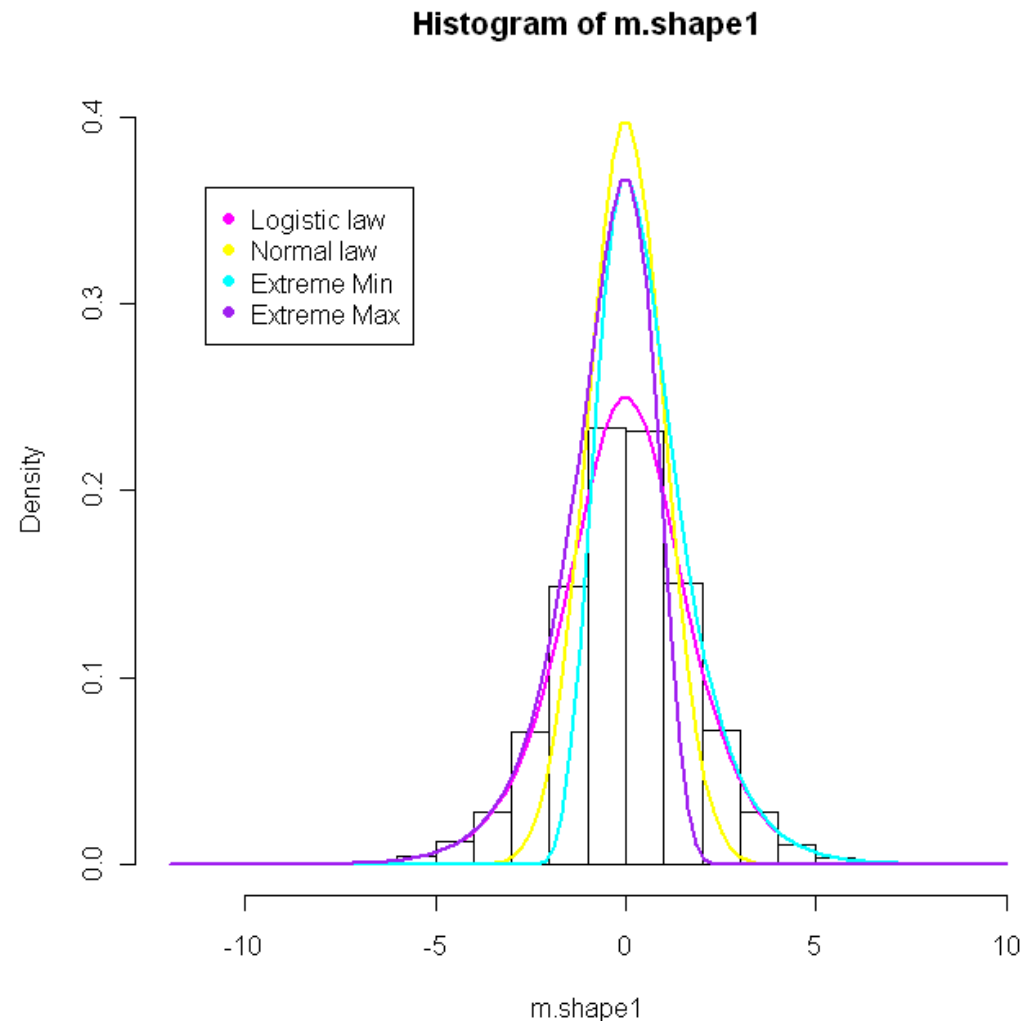 Histogram of m.shape1
0.4
0.3
0.2
0.1
0.0
Density
Logistic law
Normal law
Extreme Min
Extreme Max
-10 -5 0 5 10
m.shape1